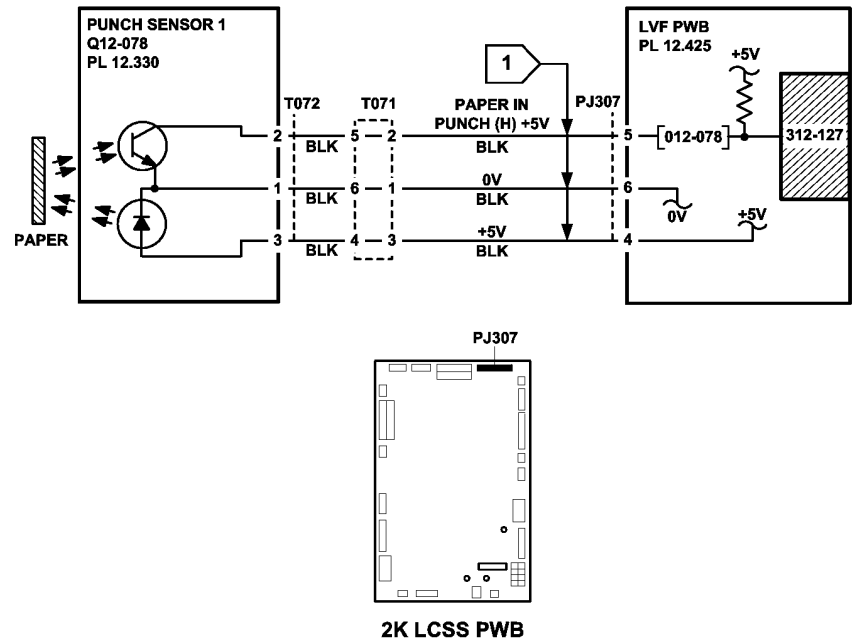 PUNCH SENSOR 1
Q12-078
PL 12.330
LVF PWB
PL 12.425
+5V
1
T072
T071
PAPER IN
PUNCH (H) +5V
PJ307
2
BLK
5
2
BLK
5
012-078
312-127
1
BLK
6
1
0V
BLK
6
0V
+5V
PAPER
3
BLK
4
3
+5V
BLK
4
PJ307
2K LCSS PWB